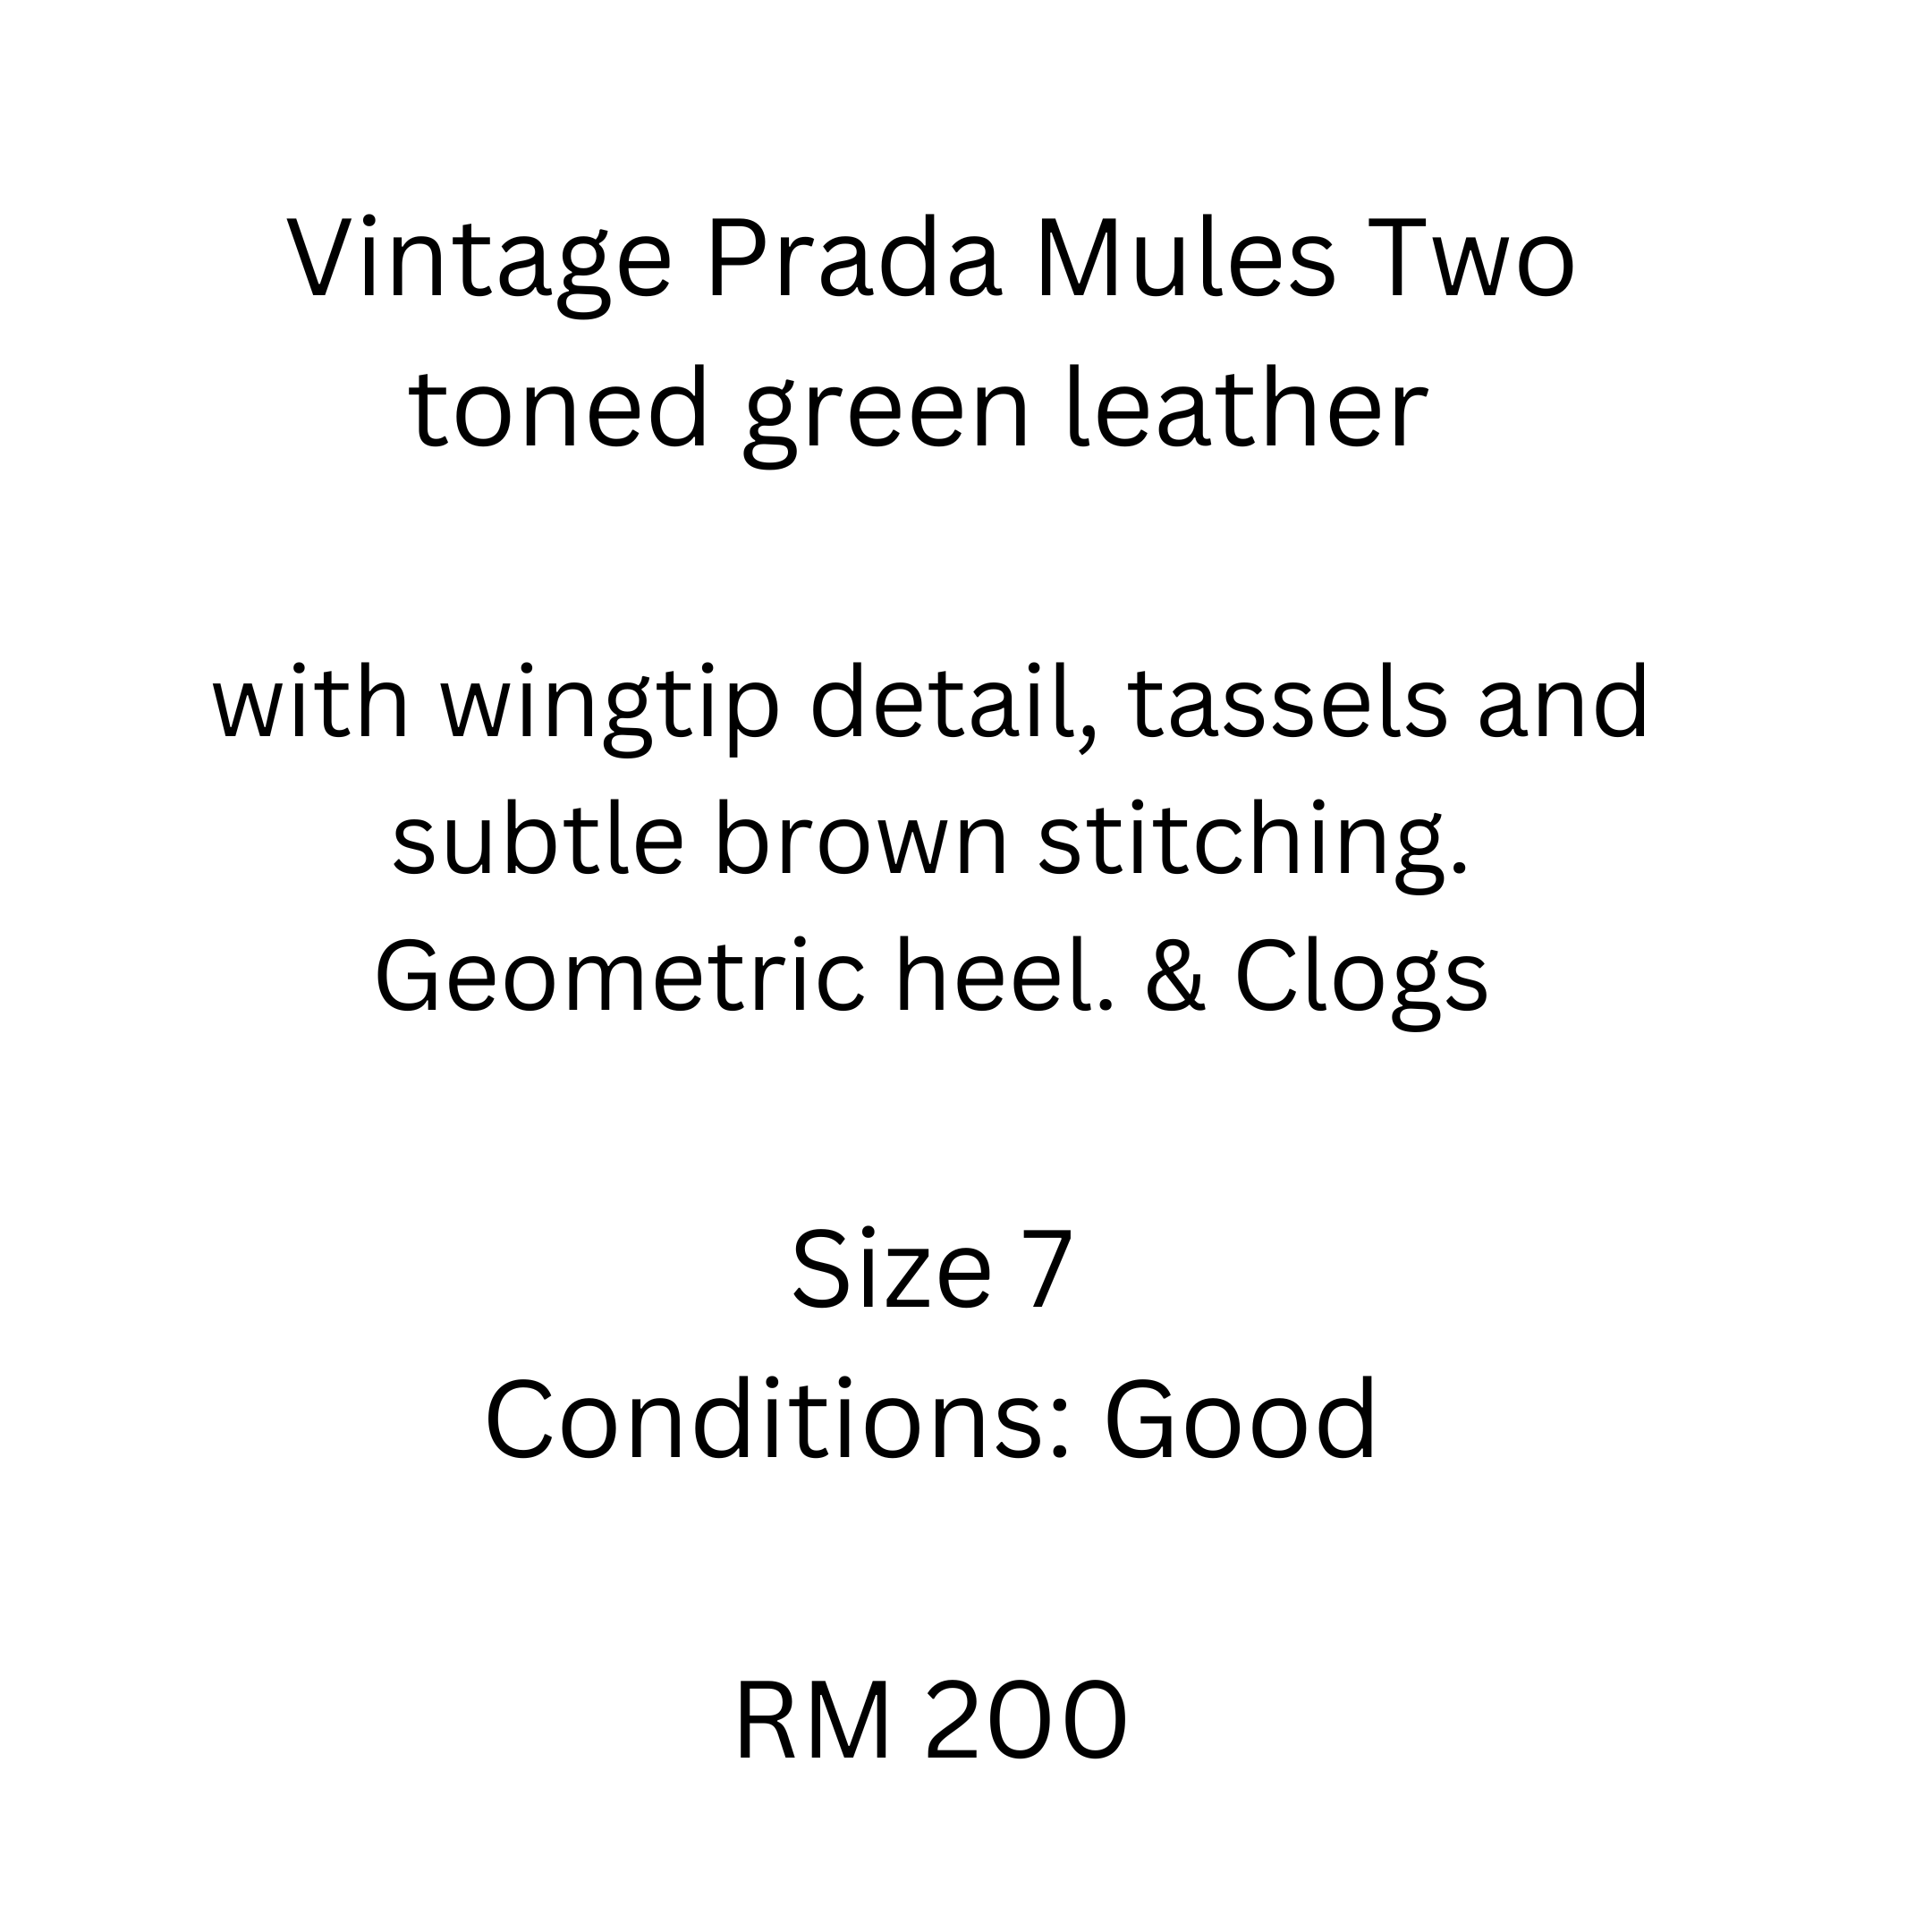 Vintage Prada Mules Two
toned green leather
with wingtip detail, tassels and
subtle brown stitching.
Geometric heel. & Clogs
Size 7
Conditions: Good
RM 200